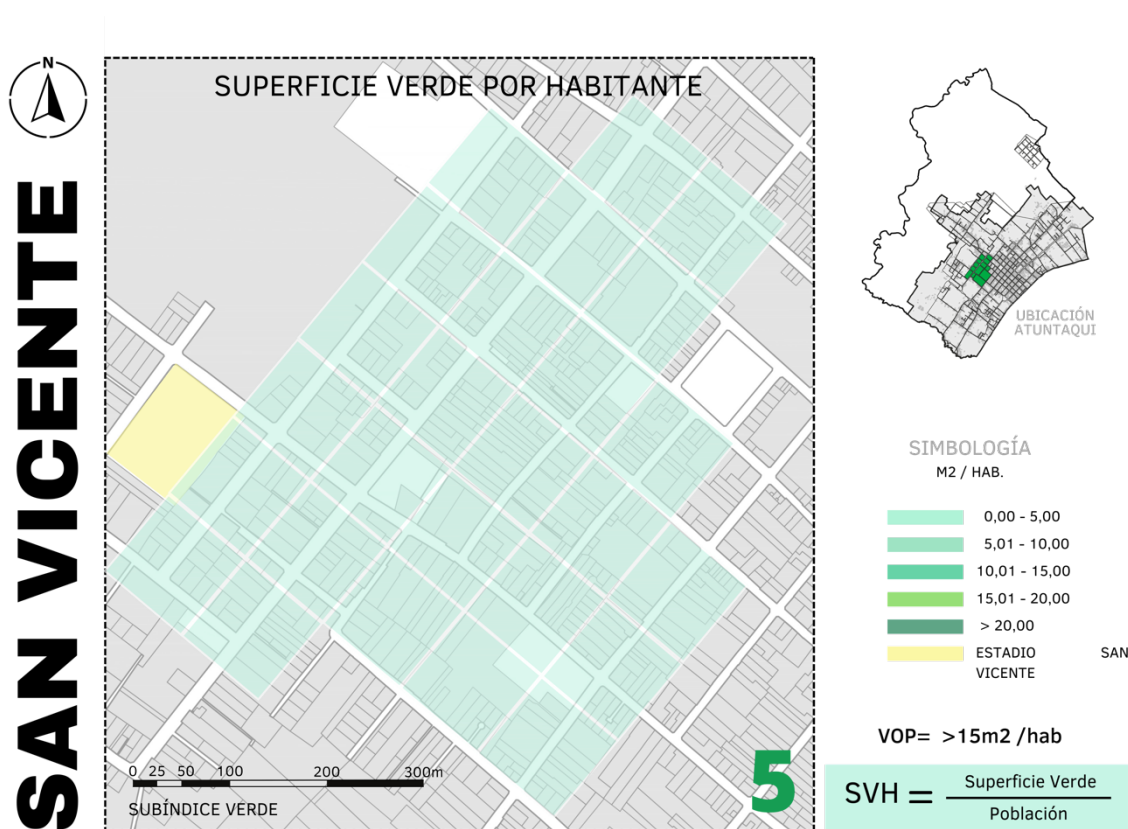 N
SAN VICENTE
SUPERFICIE VERDE POR HABITANTE
0 25 50 100 200 300m
SUBÍNDICE VERDE
5
UBICACIÓN
ATUNTAQUI
SIMBOLOGÍA
M2 / HAB.
0,00 - 5,00
5,01 - 10,00
10,01 - 15,00
15,01 - 20,00
> 20,00
ESTADIO SAN
VICENTE
VOP= >15m2 /hab
SVH = Superficie Verde
Población